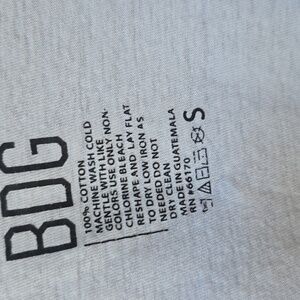 BDG
100% COTTON
MACHINE WASH COLD
GENTLE WITH LIKE
COLORS USE ONLY NON-
CHLORINE BLEACH
RESHAPE AND LAY FLAT
TO DRY LOW IRON AS
NEEDED DO NOT
DRY CLEAN
MADE IN GUATEMALA
RN #66170
S